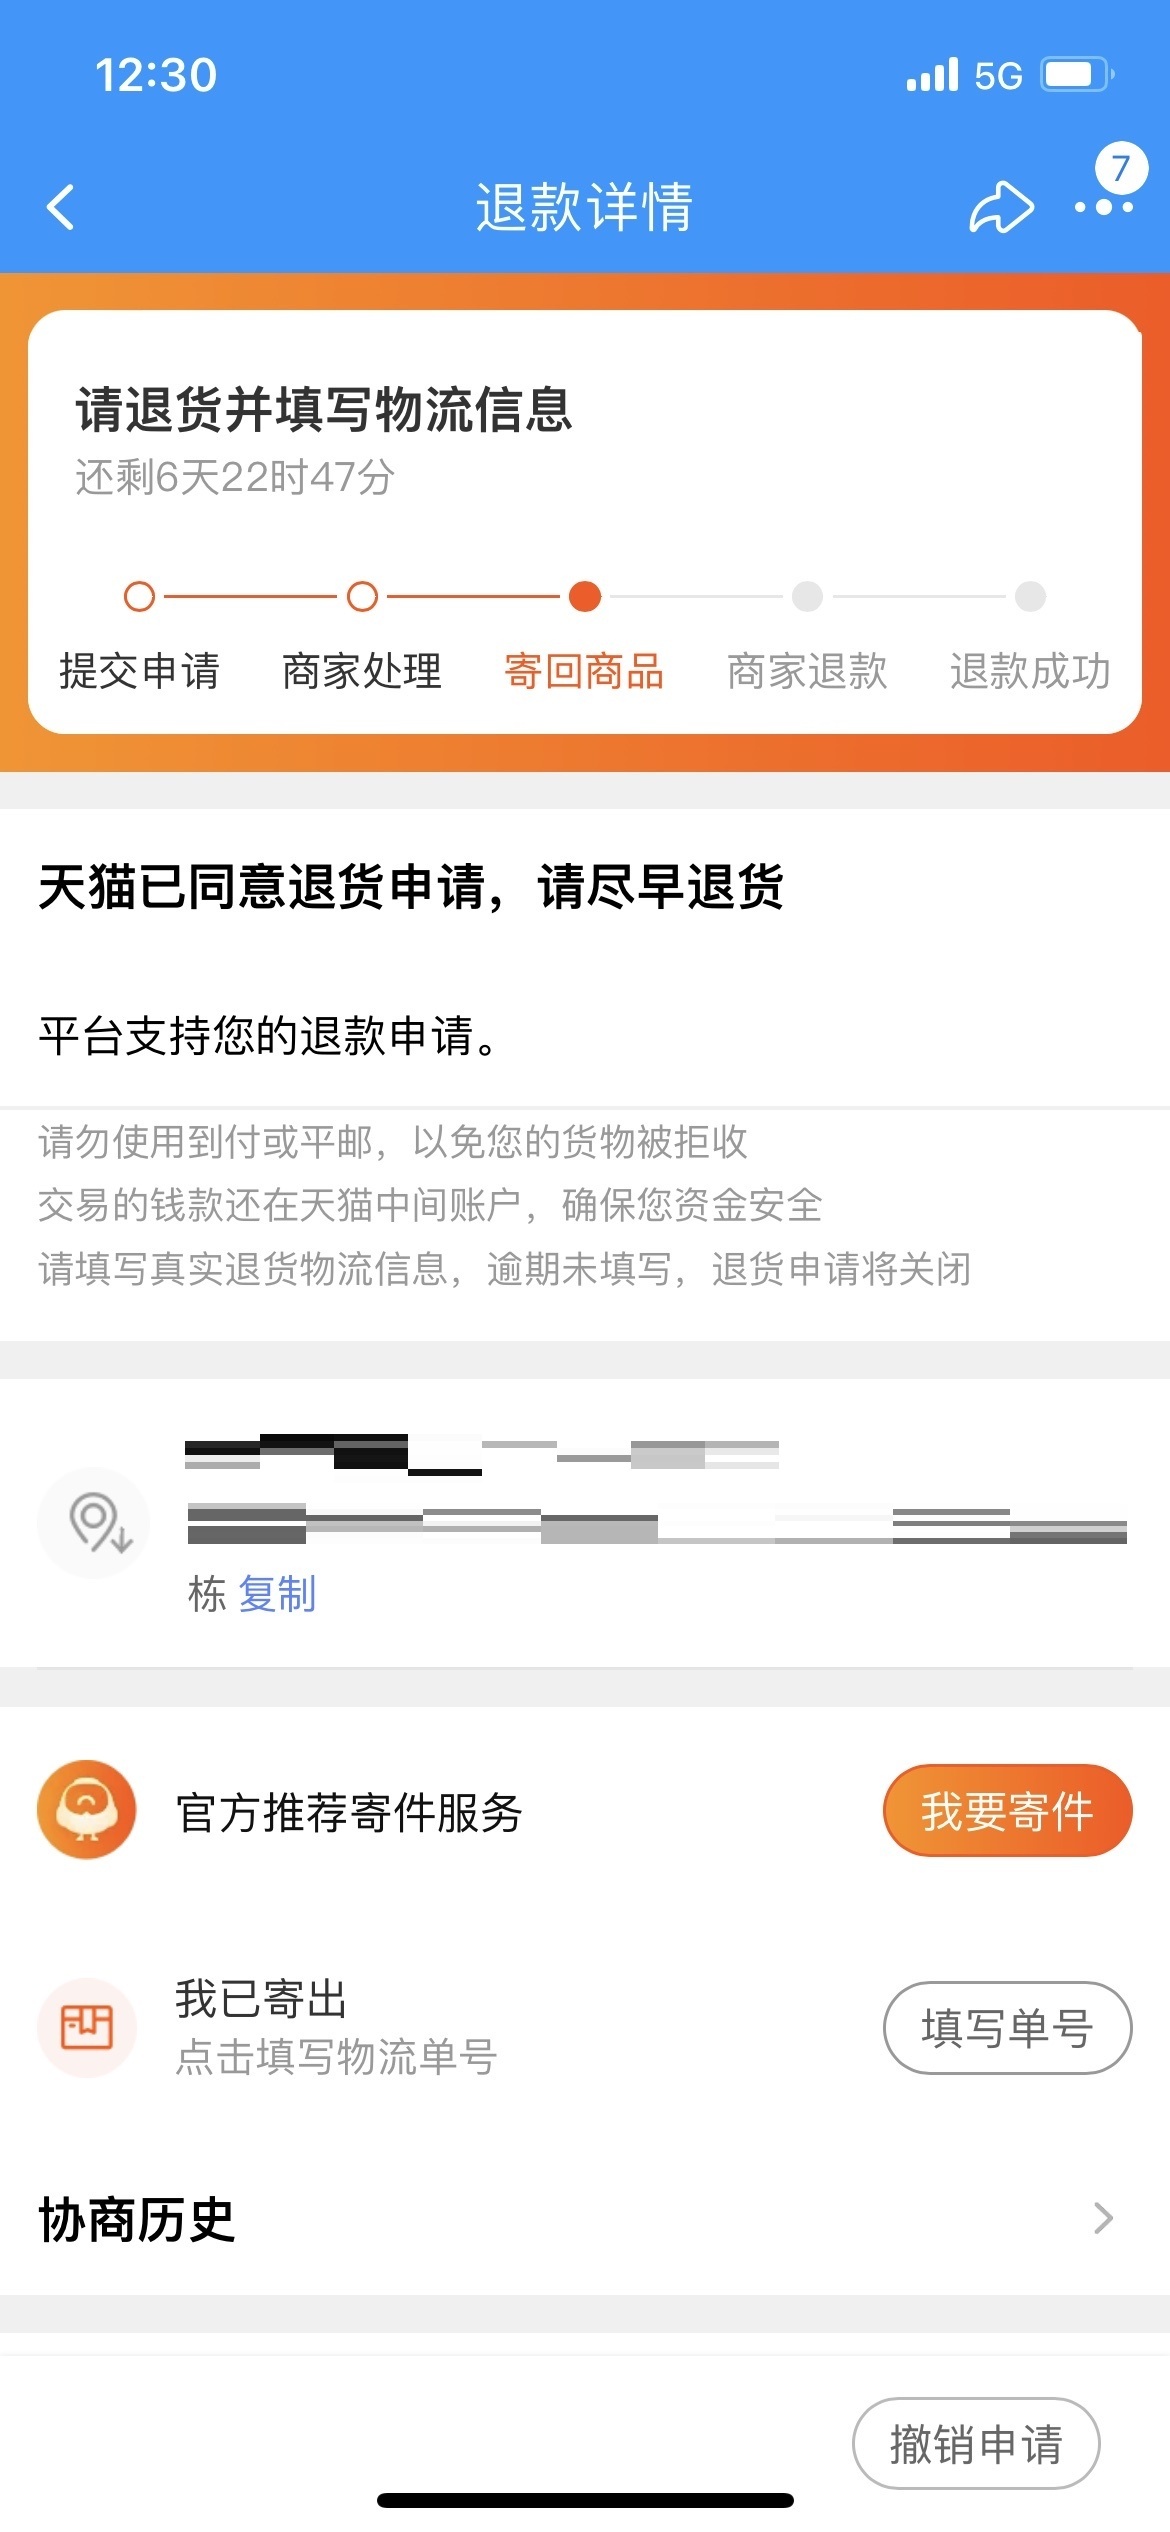 12:30
5G
7
退款详情
请退货并填写物流信息
还剩6天22时47分
提交申请 商家处理 寄回商品 商家退款 退款成功
天猫已同意退货申请，请尽早退货
平台支持您的退款申请。
请勿使用到付或平邮，以免您的货物被拒收
交易的钱款还在天猫中间账户，确保您资金安全
请填写真实退货物流信息，逾期未填写，退货申请将关闭
栋 复制
官方推荐寄件服务
我要寄件
我已寄出
点击填写物流单号
填写单号
协商历史
撤销申请